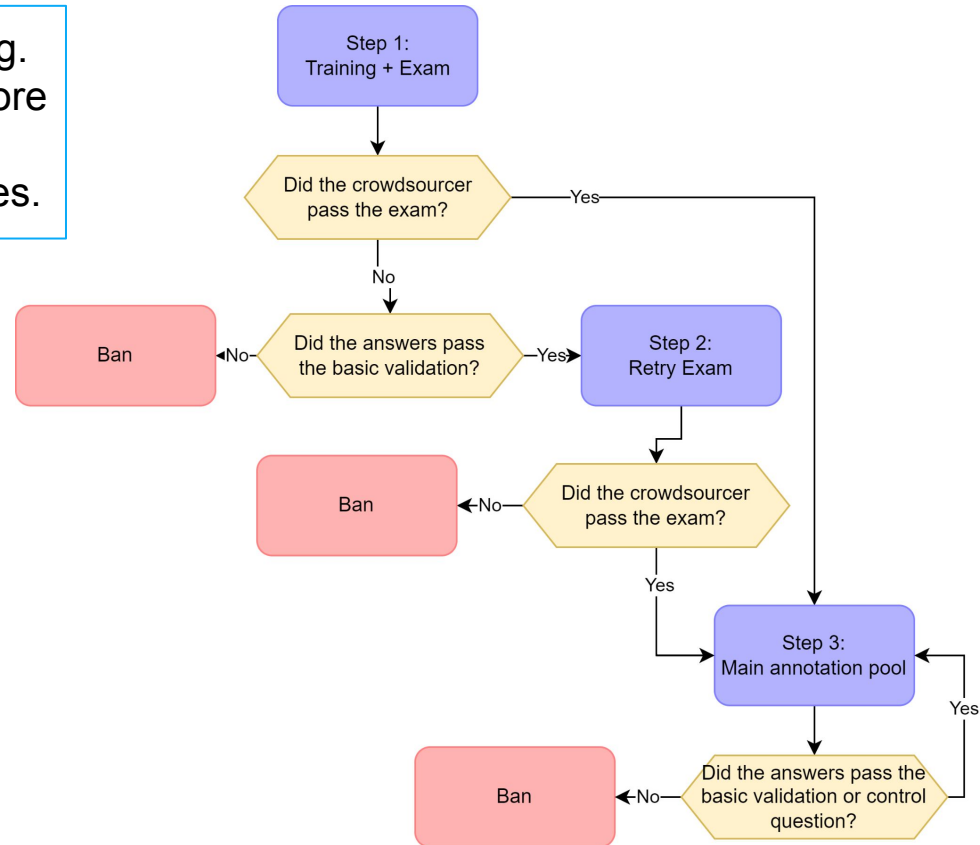 g.
ore
es.
Step 1:
Training + Exam
Did the crowdsourcer
pass the exam?
Yes
No
Ban
No
Did the answers pass
the basic validation?
Yes
Step 2:
Retry Exam
Ban
No
Did the crowdsourcer
pass the exam?
Yes
Step 3:
Main annotation pool
Yes
Ban
No
Did the answers pass the
basic validation or control
question?